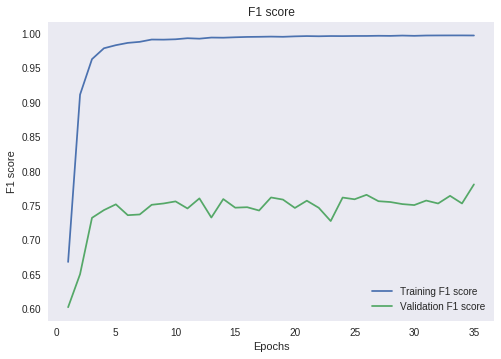 F1 score
1.00
0.95
0.90
0.85
0.80
0.75
0.70
0.65
0.60
F1 score
Training F1 score
Validation F1 score
0 5 10 15 20 25 30 35
Epochs